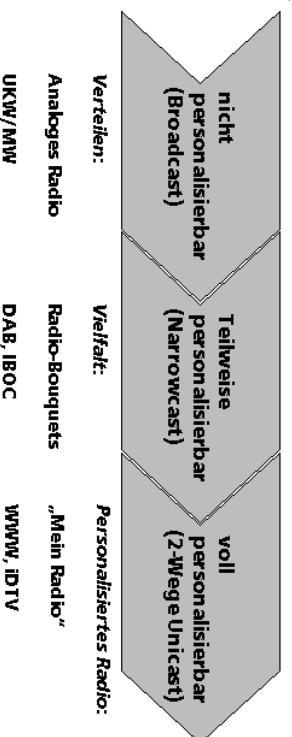 nicht
personalisierbar
(Broadcast)
Teilweise
personalisierbar
(Narrowcast)
voll
personalisierbar
(2-Wege Unicast)
Verteilen:
Vielfalt:
Personalisiertes Radio:
Analoges Radio
Radio-Bouquets
„Mein Radio“
UKW/MW
DAB, IBOC
WWW, iDTV